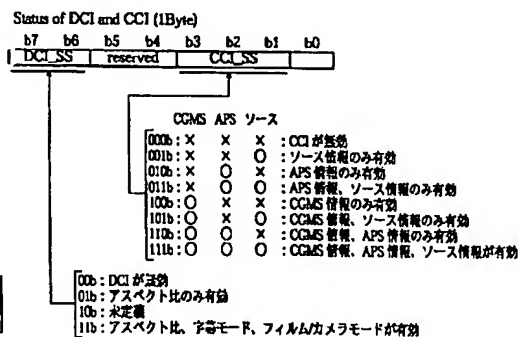 Status of DCI and CCI (1Byte)
b7 b6 b5 b4 b3 b2 b1 b0
DCI_SS reserved CCI_SS
CGMS APS ソース
000b : × × × : CCI が無効
001b : × × ○ : ソース情報のみ有効
010b : × ○ × : APS 情報のみ有効
011b : × ○ ○ : APS 情報、ソース情報のみ有効
100b : ○ × × : CGMS 情報のみ有効
101b : ○ × ○ : CGMS 情報、ソース情報のみ有効
110b : ○ ○ × : CGMS 情報、APS 情報のみ有効
111b : ○ ○ ○ : CGMS 情報、APS 情報、ソース情報が有効
00b : DCI が無効
01b : アスペクト比のみ有効
10b : 未定義
11b : アスペクト比、字幕モード、フィルム/カメラモードが有効